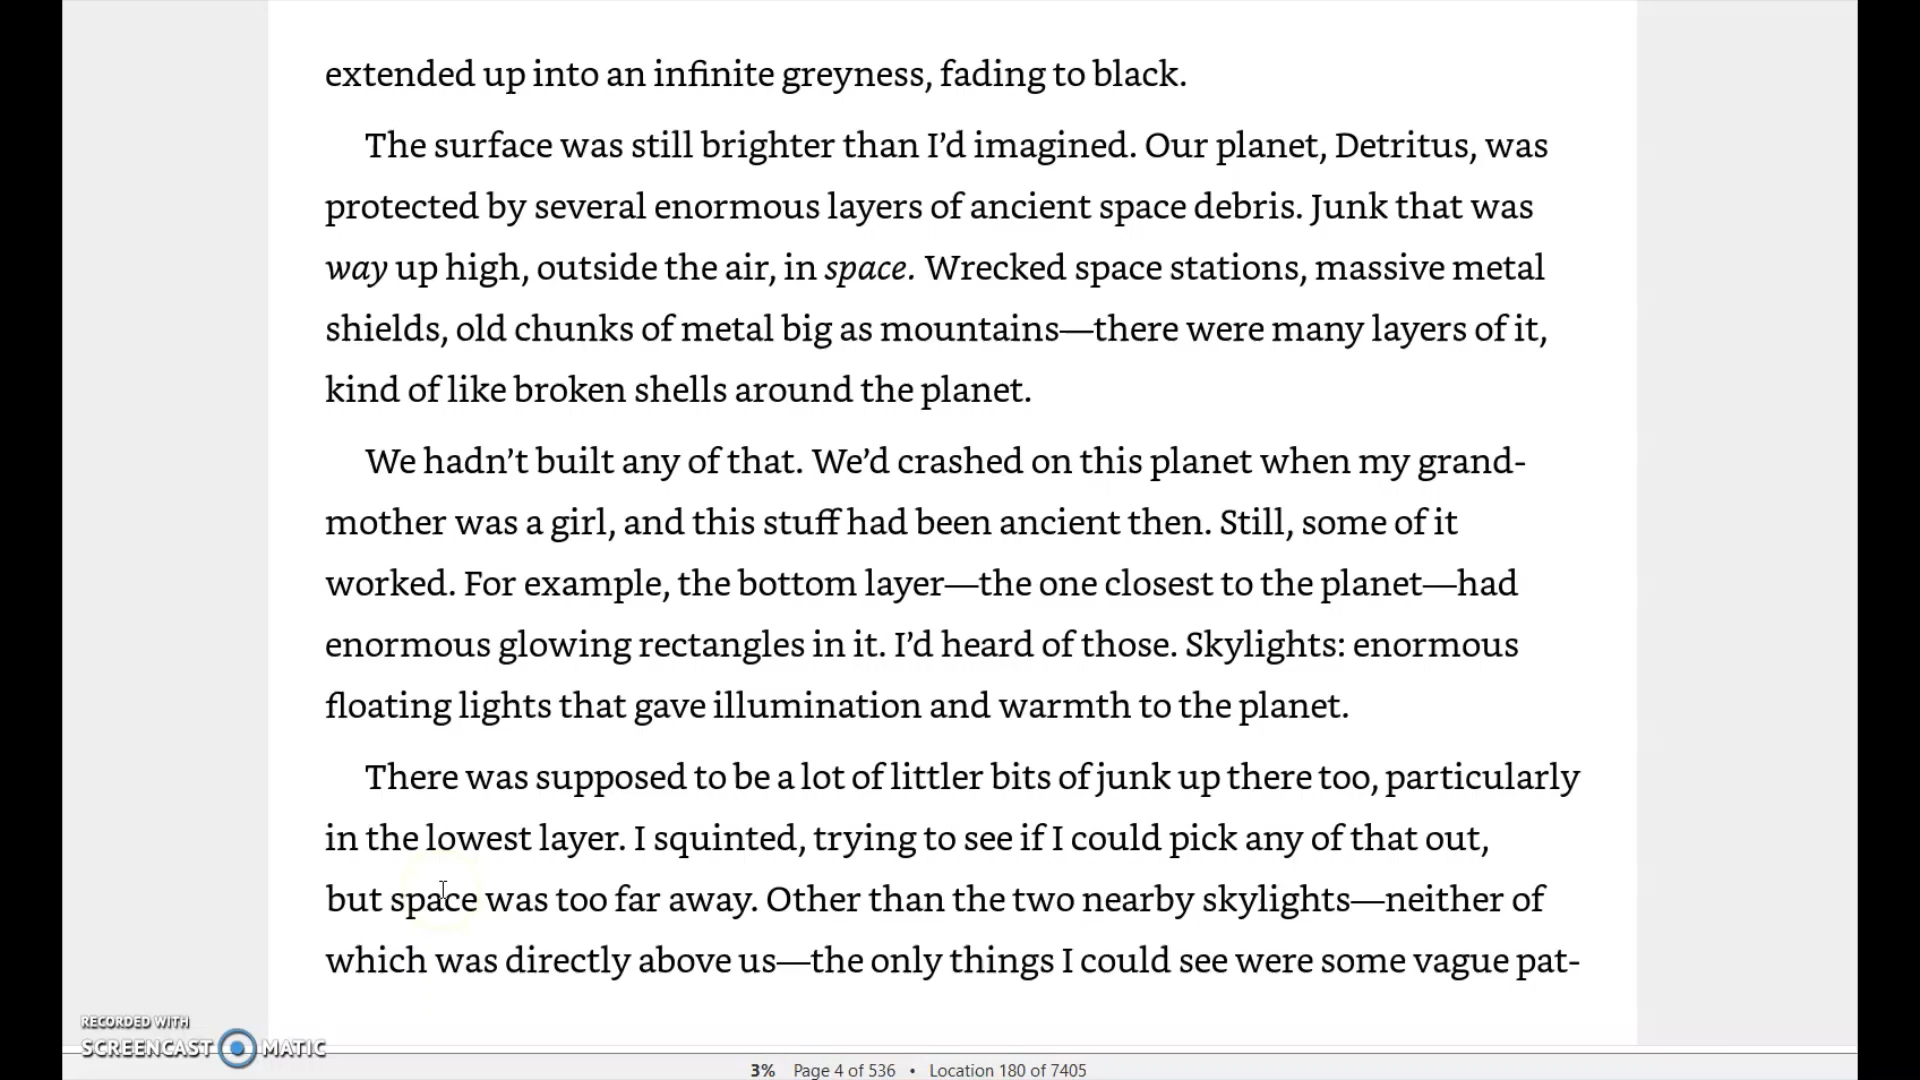 extended up into an infinite greyness, fading to black.
The surface was still brighter than I’d imagined. Our planet, Detritus, was
protected by several enormous layers of ancient space debris. Junk that was
way up high, outside the air, in space. Wrecked space stations, massive metal
shields, old chunks of metal big as mountains—there were many layers of it,
kind of like broken shells around the planet.
We hadn’t built any of that. We’d crashed on this planet when my grand-
mother was a girl, and this stuff had been ancient then. Still, some of it
worked. For example, the bottom layer—the one closest to the planet—had
enormous glowing rectangles in it. I’d heard of those. Skylights: enormous
floating lights that gave illumination and warmth to the planet.
There was supposed to be a lot of littler bits of junk up there too, particularly
in the lowest layer. I squinted, trying to see if I could pick any of that out,
but space was too far away. Other than the two nearby skylights—neither of
which was directly above us—the only things I could see were some vague pat-
RECORDED WITH
SCREENCAST MATIC
3% Page 4 of 536 • Location 180 of 7405